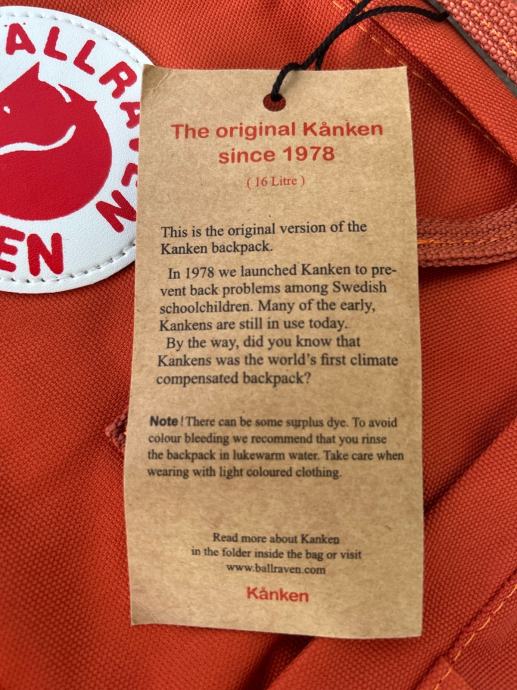 ALLRAVEN
EN
The original Kånken
since 1978
( 16 Litre )
This is the original version of the
Kanken backpack.
In 1978 we launched Kanken to pre-
vent back problems among Swedish
schoolchildren. Many of the early,
Kankens are still in use today.
By the way, did you know that
Kankens was the world's first climate
compensated backpack?
Note ! There can be some surplus dye. To avoid
colour bleeding we recommend that you rinse
the backpack in lukewarm water. Take care when
wearing with light coloured clothing.
Read more about Kanken
in the folder inside the bag or visit
www.ballraven.com
Kånken